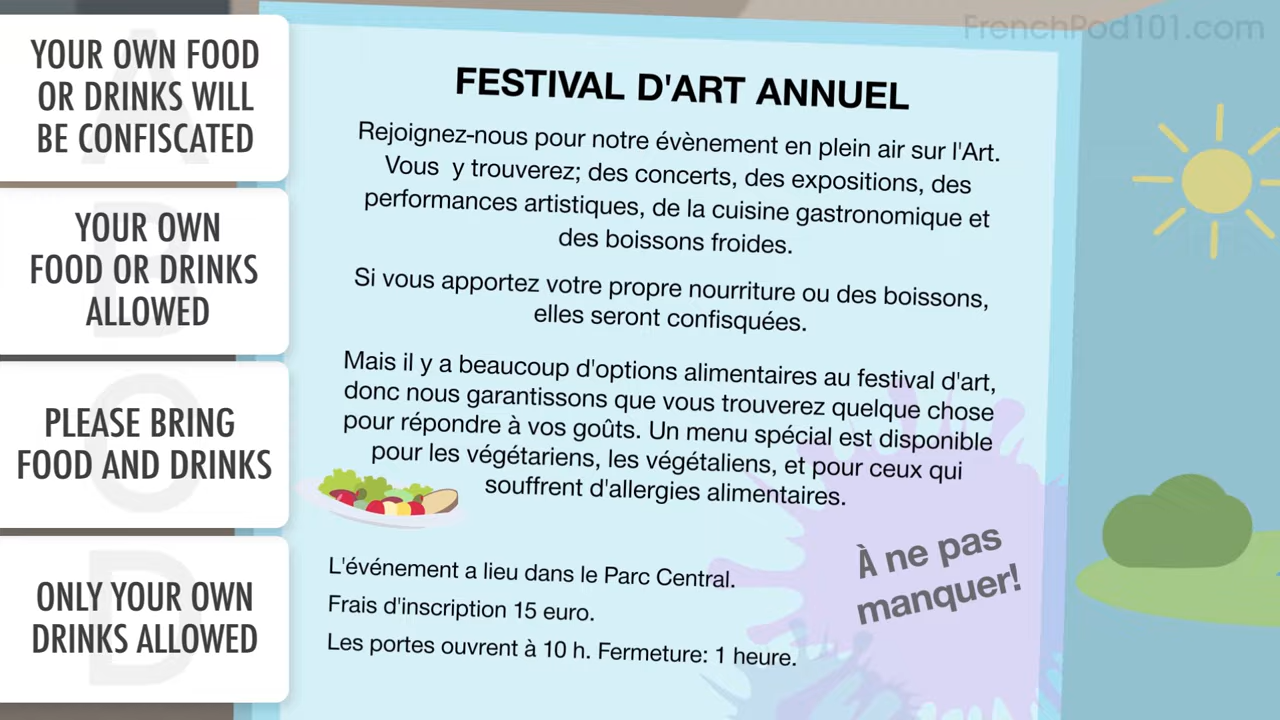 FrenchPod101.com
YOUR OWN FOOD
OR DRINKS WILL
BE CONFISCATED
YOUR OWN
FOOD OR DRINKS
ALLOWED
PLEASE BRING
FOOD AND DRINKS
ONLY YOUR OWN
DRINKS ALLOWED
A
B
C
D
FESTIVAL D'ART ANNUEL
Rejoignez-nous pour notre évènement en plein air sur l'Art.
Vous y trouverez; des concerts, des expositions, des
performances artistiques, de la cuisine gastronomique et
des boissons froides.
Si vous apportez votre propre nourriture ou des boissons,
elles seront confisquées.
Mais il y a beaucoup d'options alimentaires au festival d'art,
donc nous garantissons que vous trouverez quelque chose
pour répondre à vos goûts. Un menu spécial est disponible
pour les végétariens, les végétaliens, et pour ceux qui
souffrent d'allergies alimentaires.
L'événement a lieu dans le Parc Central.
Frais d'inscription 15 euro.
Les portes ouvrent à 10 h. Fermeture: 1 heure.
À ne pas
manquer!